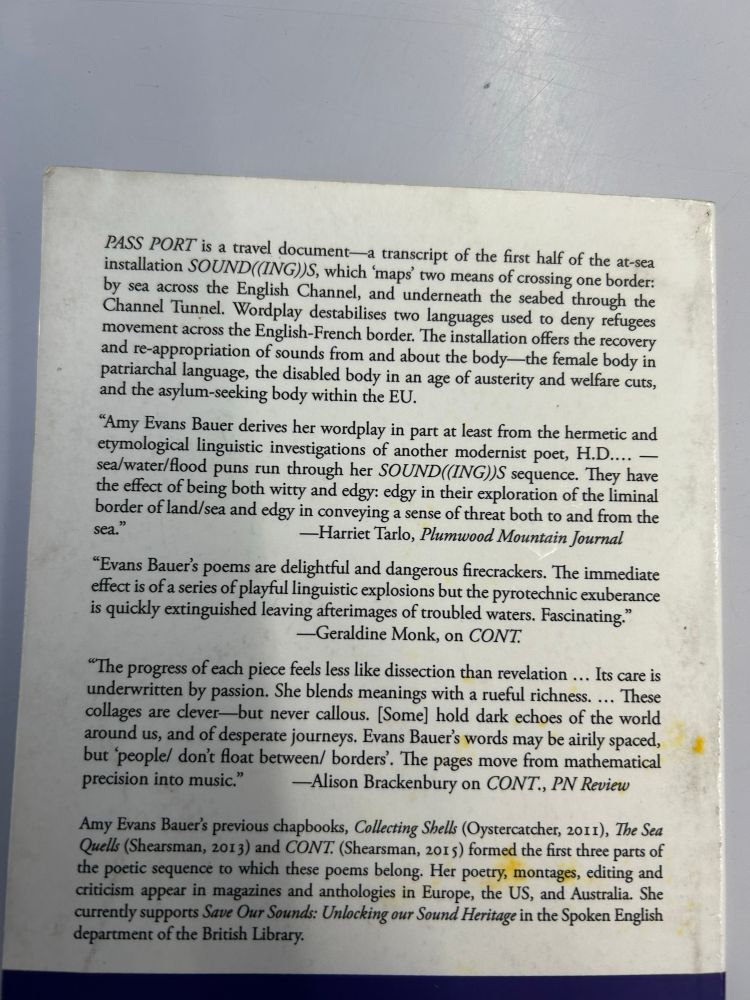 PASS PORT is a travel document—a transcript of the first half of the at-sea
installation SOUND((ING))S, which ‘maps’ two means of crossing one border:
by sea across the English Channel, and underneath the seabed through the
Channel Tunnel. Wordplay destabilises two languages used to deny refugees
movement across the English-French border. The installation offers the recovery
and re-appropriation of sounds from and about the body—the female body in
patriarchal language, the disabled body in an age of austerity and welfare cuts,
and the asylum-seeking body within the EU.
“Amy Evans Bauer derives her wordplay in part at least from the hermetic and
etymological linguistic investigations of another modernist poet, H.D.… —
sea/water/flood puns run through her SOUND((ING))S sequence. They have
the effect of being both witty and edgy: edgy in their exploration of the liminal
border of land/sea and edgy in conveying a sense of threat both to and from the
sea.” —Harriet Tarlo, Plumwood Mountain Journal
“Evans Bauer’s poems are delightful and dangerous firecrackers. The immediate
effect is of a series of playful linguistic explosions but the pyrotechnic exuberance
is quickly extinguished leaving afterimages of troubled waters. Fascinating.”
—Geraldine Monk, on CONT.
“The progress of each piece feels less like dissection than revelation … Its care is
underwritten by passion. She blends meanings with a rueful richness. … These
collages are clever—but never callous. [Some] hold dark echoes of the world
around us, and of desperate journeys. Evans Bauer’s words may be airily spaced,
but ‘people/ don’t float between/ borders’. The pages move from mathematical
precision into music.” —Alison Brackenbury on CONT., PN Review
Amy Evans Bauer’s previous chapbooks, Collecting Shells (Oystercatcher, 2011), The Sea
Quells (Shearsman, 2013) and CONT. (Shearsman, 2015) formed the first three parts of
the poetic sequence to which these poems belong. Her poetry, montages, editing and
criticism appear in magazines and anthologies in Europe, the US, and Australia. She
currently supports Save Our Sounds: Unlocking our Sound Heritage in the Spoken English
department of the British Library.